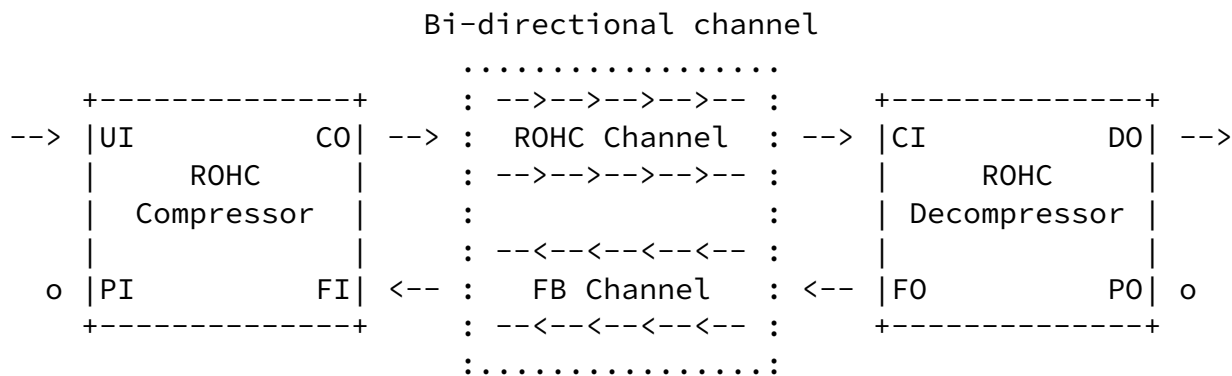 Bi-directional channel
..................
+--------------+ : -->-->-->-->-- : +--------------+
--> |UI CO| --> : ROHC Channel : --> |CI DO| -->
| ROHC | : -->-->-->-->-- : | ROHC |
| Compressor | : : | Decompressor |
| | : --<--<--<--<-- : | |
o |PI FI| <-- : FB Channel : <-- |FO PO| o
+--------------+ : --<--<--<--<-- : +--------------+
:................: